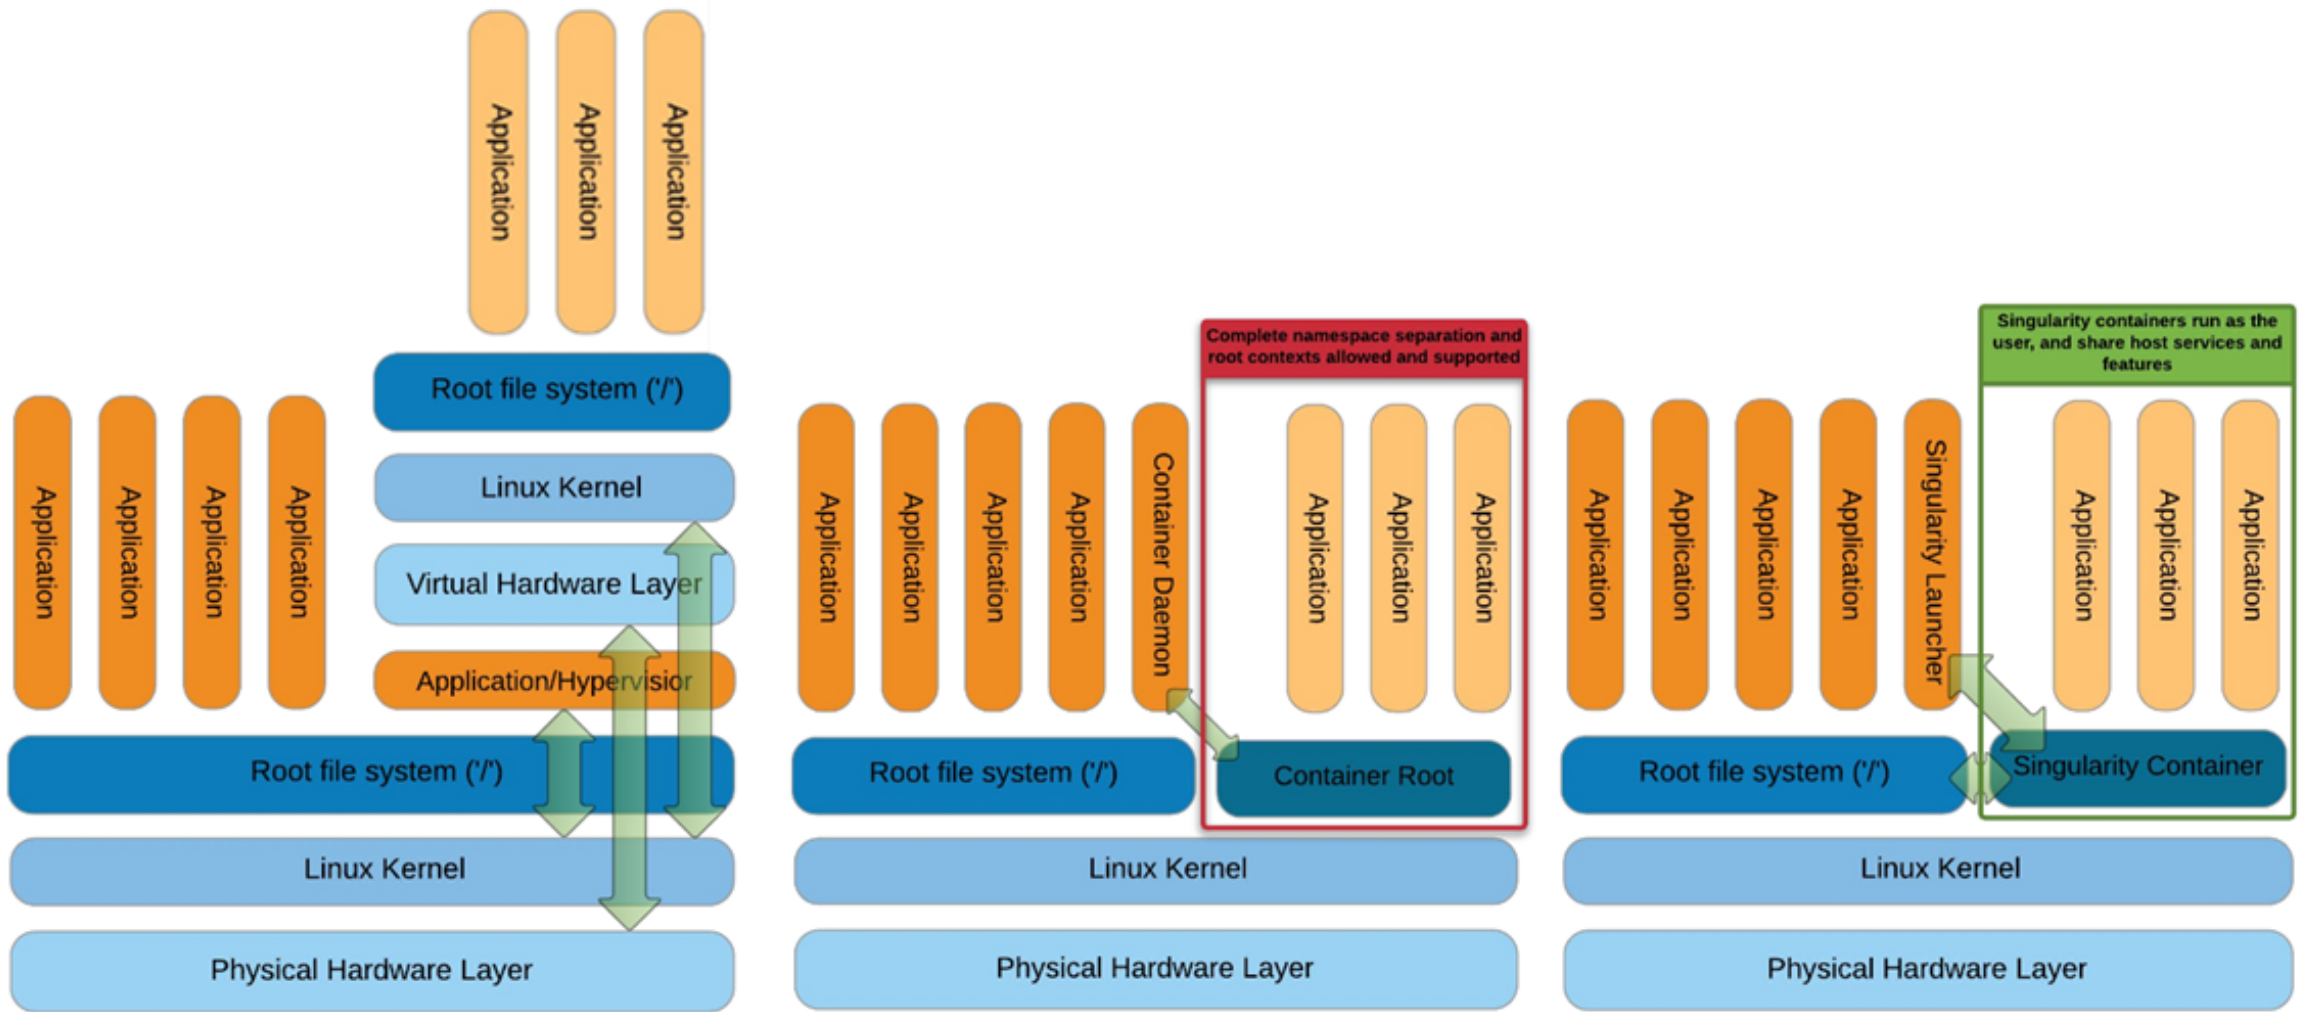 Application
Application
Application
Root file system ('/')
Linux Kernel
Virtual Hardware Layer
Application/Hypervisior
Application
Application
Application
Application
Root file system ('/')
Linux Kernel
Physical Hardware Layer
Complete namespace separation and
root contexts allowed and supported
Application
Application
Application
Application
Container Daemon
Application
Application
Application
Root file system ('/')
Container Root
Linux Kernel
Physical Hardware Layer
Singularity containers run as the
user, and share host services and
features
Application
Application
Application
Application
Singularity Launcher
Application
Application
Application
Root file system ('/')
Singularity Container
Linux Kernel
Physical Hardware Layer